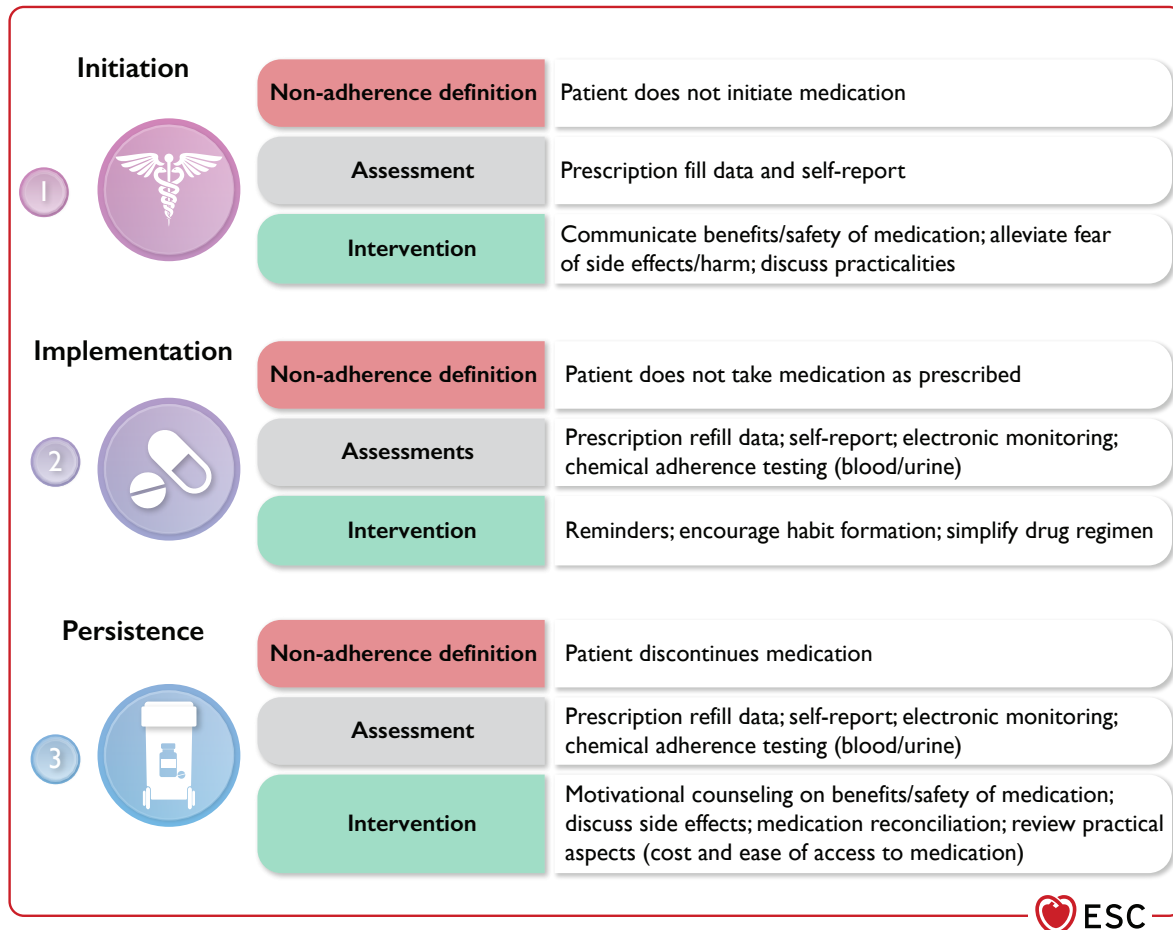 Initiation
1
Non-adherence definition
Patient does not initiate medication
Assessment
Prescription fill data and self-report
Intervention
Communicate benefits/safety of medication; alleviate fear
of side effects/harm; discuss practicalities
Implementation
2
Non-adherence definition
Patient does not take medication as prescribed
Assessments
Prescription refill data; self-report; electronic monitoring;
chemical adherence testing (blood/urine)
Intervention
Reminders; encourage habit formation; simplify drug regimen
Persistence
3
Non-adherence definition
Patient discontinues medication
Assessment
Prescription refill data; self-report; electronic monitoring;
chemical adherence testing (blood/urine)
Intervention
Motivational counseling on benefits/safety of medication;
discuss side effects; medication reconciliation; review practical
aspects (cost and ease of access to medication)
ESC